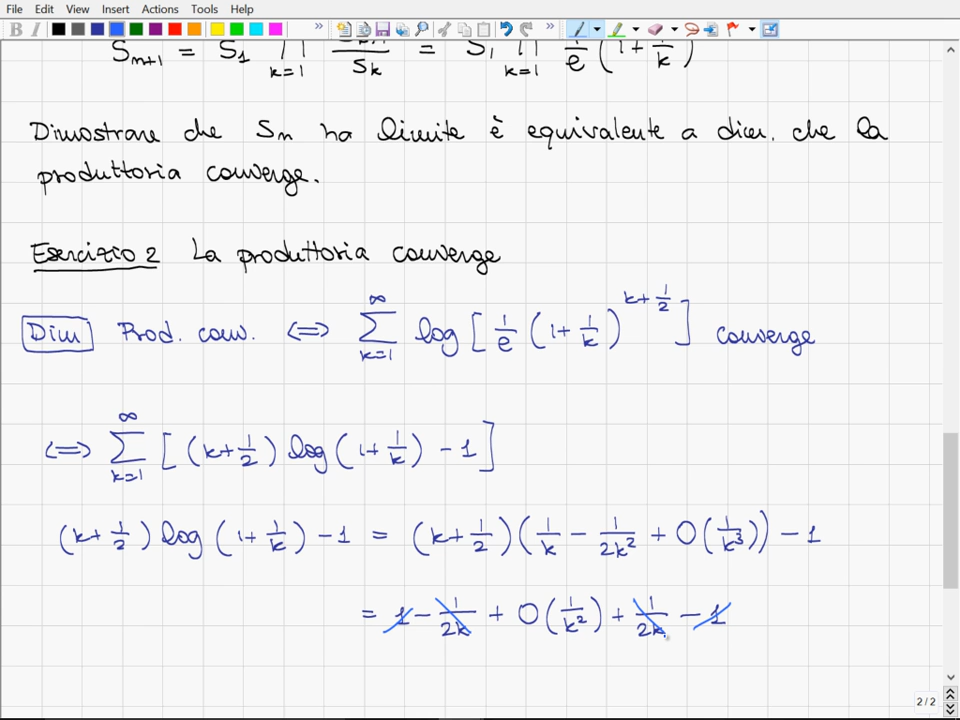 File Edit View Insert Actions Tools Help
B I
S_{n+1} = S_1 ∏_{k=1} S_k = S_1 ∏_{k=1} 1/e (1 + 1/k)
Dimostrare che S_n ha limite è equivalente a dim. che la
produttoria converge.
Esercizio 2 La produttoria converge
Dim Prod. conv. <=> ∑_{k=1}^{∞} log [ 1/e (1 + 1/k)^{k+1/2} ] converge
<=> ∑_{k=1}^{∞} [ (k + 1/2) log (1 + 1/k) - 1 ]
(k + 1/2) log (1 + 1/k) - 1 = (k + 1/2) (1/k - 1/2k² + O(1/k³)) - 1
= 1 - 1/2k + O(1/k²) + 1/2k - 1
2 / 2